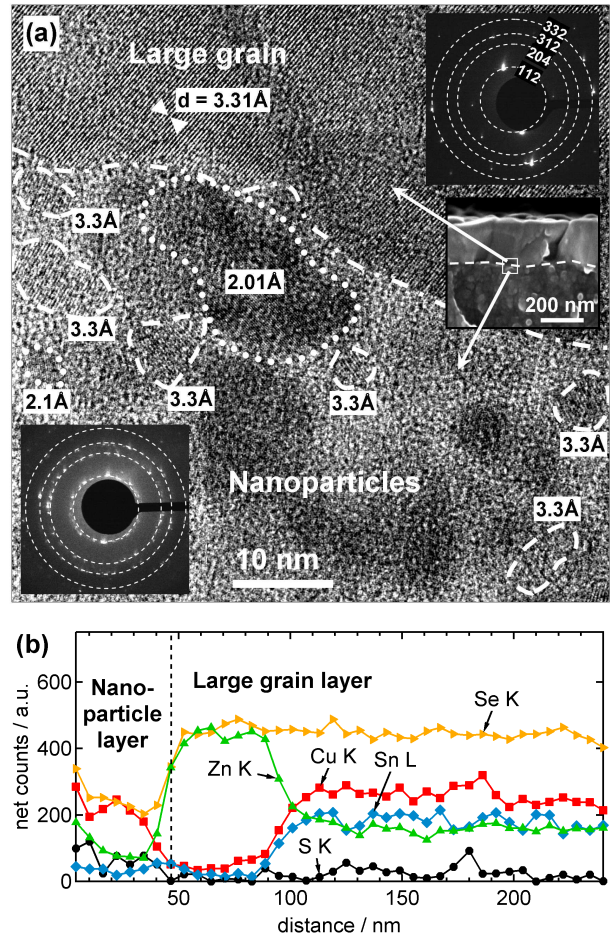 (a)
Large grain
d = 3.31Å
332
312
204
112
3.3Å
2.01Å
200 nm
3.3Å
2.1Å
3.3Å
3.3Å
3.3Å
Nanoparticles
3.3Å
10 nm
(b)
net counts / a.u.
600
400
200
0
Nano-
particle
layer
Large grain layer
Se K
Zn K
Cu K
Sn L
S K
50
100
150
200
distance / nm